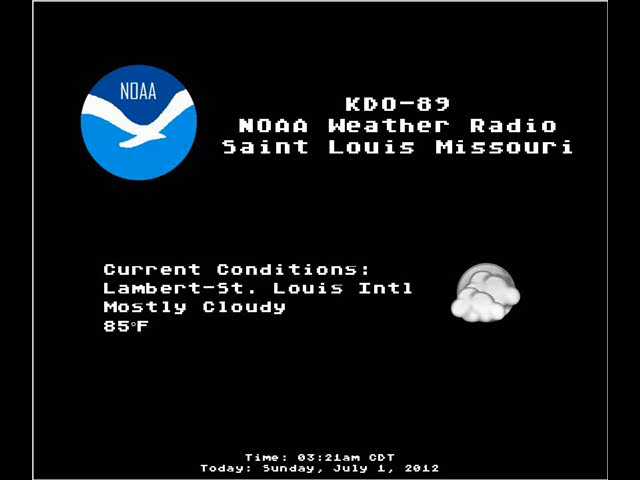 NOAA
KDO-89
NOAA Weather Radio
Saint Louis Missouri
Current Conditions:
Lambert-St. Louis Intl
Mostly Cloudy
85°F
Time: 03:21am CDT
Today: Sunday, July 1, 2012